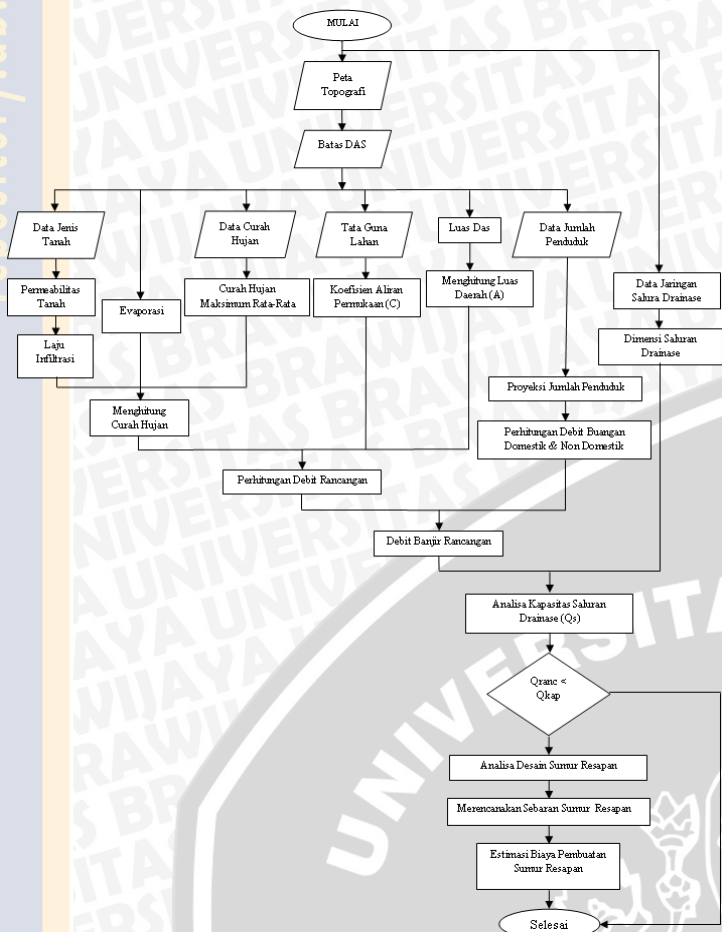 MULAI
Peta
Topografi
Batas DAS
Data Jenis
Tanah
Data Curah
Hujan
Tata Guna
Lahan
Luas Das
Data Jumlah
Penduduk
Permeabilitas
Tanah
Evaporasi
Curah Hujan
Maksimum Rata-Rata
Koefisien Aliran
Permukaan (C)
Menghitung Luas
Daerah (A)
Data Jaringan
Salura Drainase
Laju
Infiltrasi
Dimensi Saluran
Drainase
Proyeksi Jumlah Penduduk
Menghitung
Curah Hujan
Perhitungan Debit Buangan
Domestik & Non Domestik
Perhitungan Debit Rancangan
Debit Banjir Rancangan
Analisa Kapasitas Saluran
Drainase (Qs)
Qranc <
Qkap
Analisa Desain Sumur Resapan
Merencanakan Sebaran Sumur Resapan
Estimasi Biaya Pembuatan
Sumur Resapan
Selesai